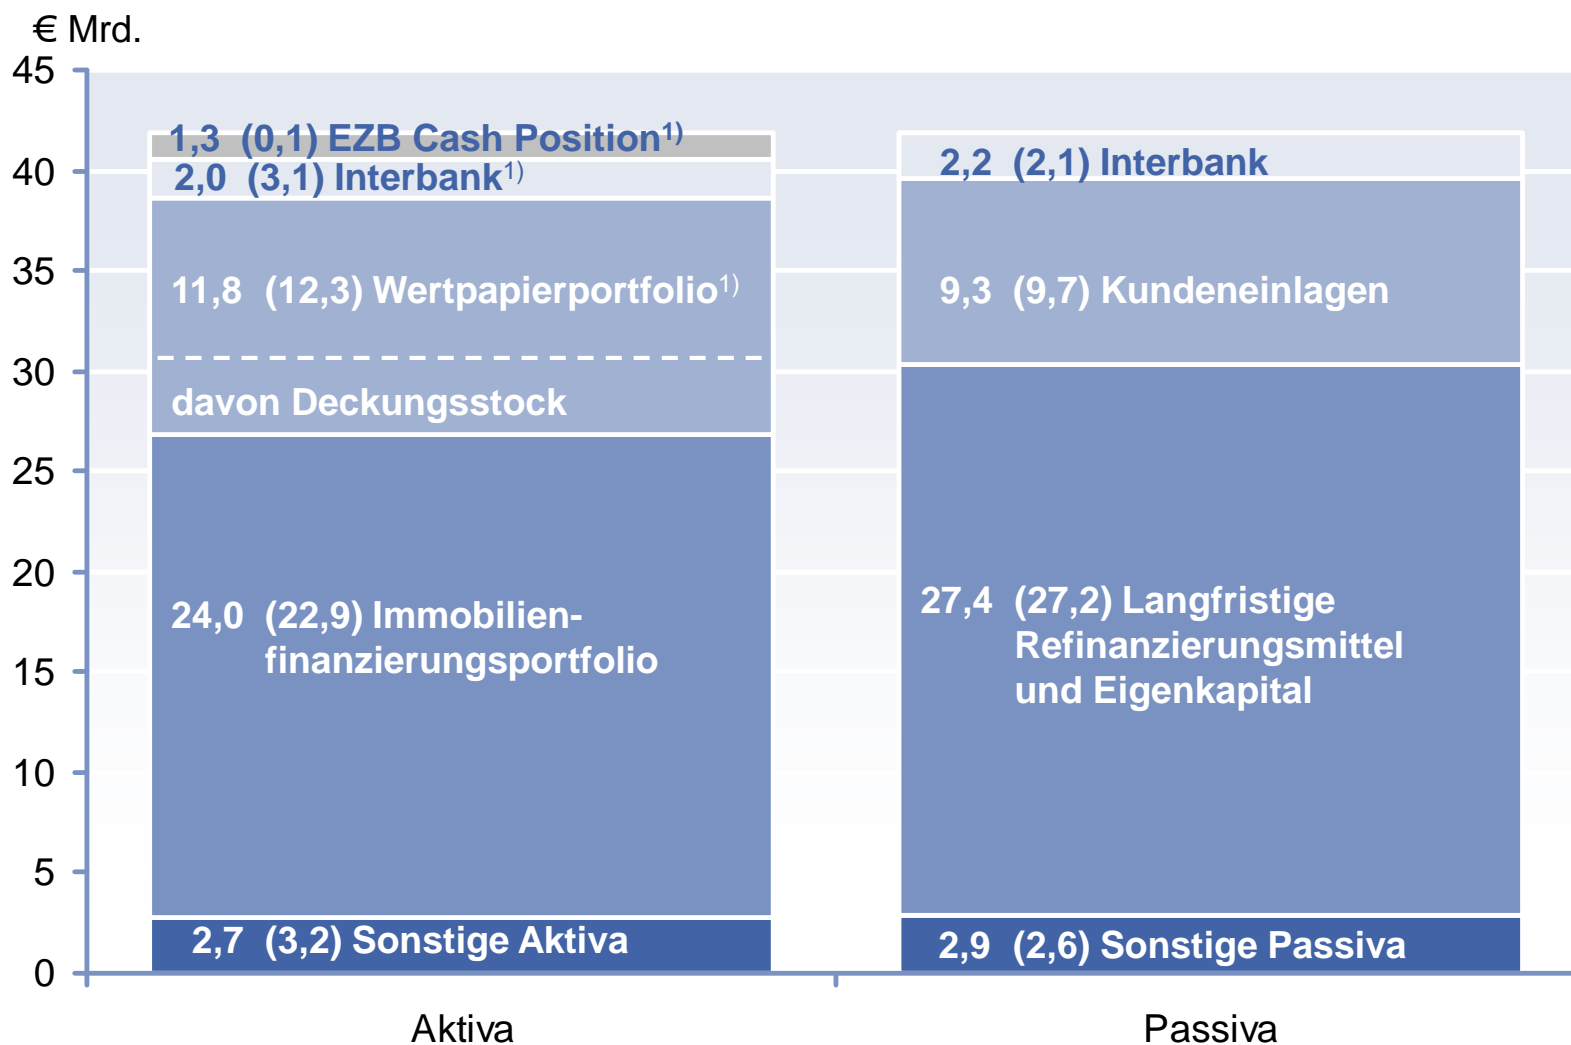 € Mrd.
45
40
35
30
25
20
15
10
5
0
1,3 (0,1) EZB Cash Position1)
2,0 (3,1) Interbank1)
11,8 (12,3) Wertpapierportfolio1)
davon Deckungsstock
24,0 (22,9) Immobilien-
finanzierungsportfolio
2,7 (3,2) Sonstige Aktiva
2,2 (2,1) Interbank
9,3 (9,7) Kundeneinlagen
27,4 (27,2) Langfristige
Refinanzierungsmittel
und Eigenkapital
2,9 (2,6) Sonstige Passiva
Aktiva
Passiva